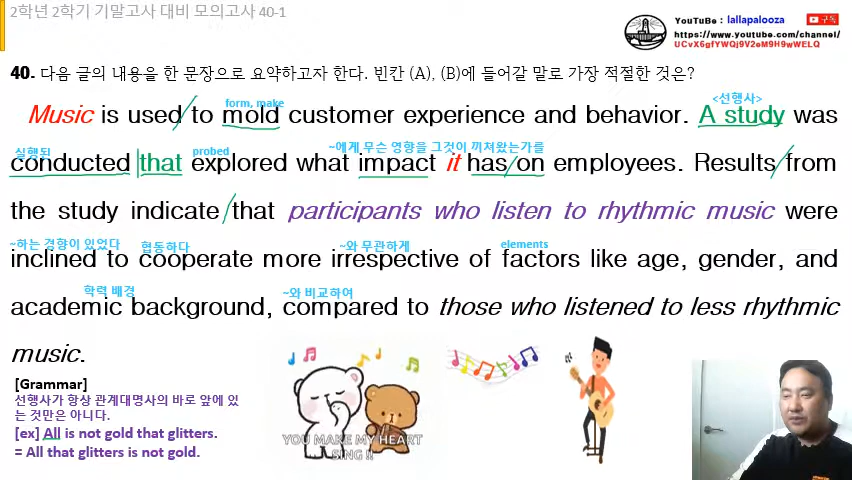 2학년 2학기 기말고사 대비 모의고사 40-1
YouTuBe : lallapalooza
구독
https://www.youtube.com/channel/
UCvX6gfYWQj9V2eM9H9wWELQ
40. 다음 글의 내용을 한 문장으로 요약하고자 한다. 빈칸 (A), (B)에 들어갈 말로 가장 적절한 것은?
form, make
<선행사>
Music is used to mold customer experience and behavior. A study was
실행된
probed
~에게 무슨 영향을 그것이 끼쳐왔는가를
conducted that explored what impact it has on employees. Results from
the study indicate that participants who listen to rhythmic music were
~하는 경향이 있었다
협동하다
~와 무관하게
elements
inclined to cooperate more irrespective of factors like age, gender, and
학력 배경
~와 비교하여
academic background, compared to those who listened to less rhythmic
music.
[Grammar]
선행사가 항상 관계대명사의 바로 앞에 있
는 것만은 아니다.
[ex] All is not gold that glitters.
= All that glitters is not gold.
YOU MAKE MY HEART
SING !!